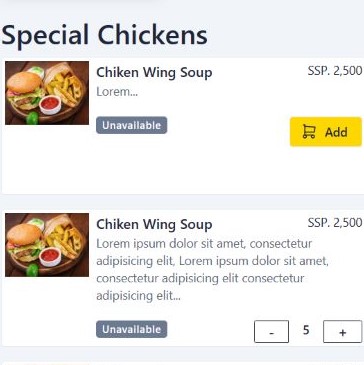 Special Chickens
Chiken Wing Soup
SSP. 2,500
Lorem...
Unavailable
Add
Chiken Wing Soup
SSP. 2,500
Lorem ipsum dolor sit amet, consectetur
adipisicing elit, Lorem ipsum dolor sit amet,
consectetur adipisicing elit consectetur
adipisicing elit...
Unavailable
-
5
+